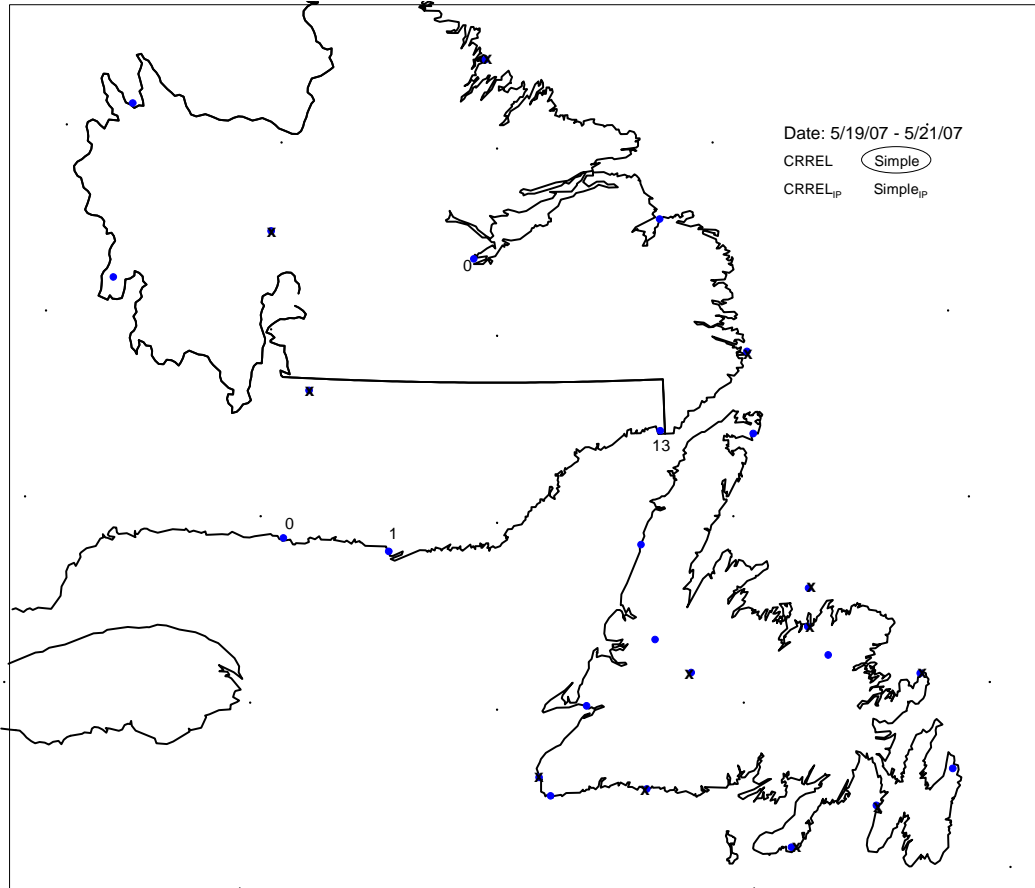 Date: 5/19/07 - 5/21/07
CRREL Simple
CRREL_IP Simple_IP
0
13
0
1
x
x
x
x
x
x
x
x
x
x
x
x
x
x